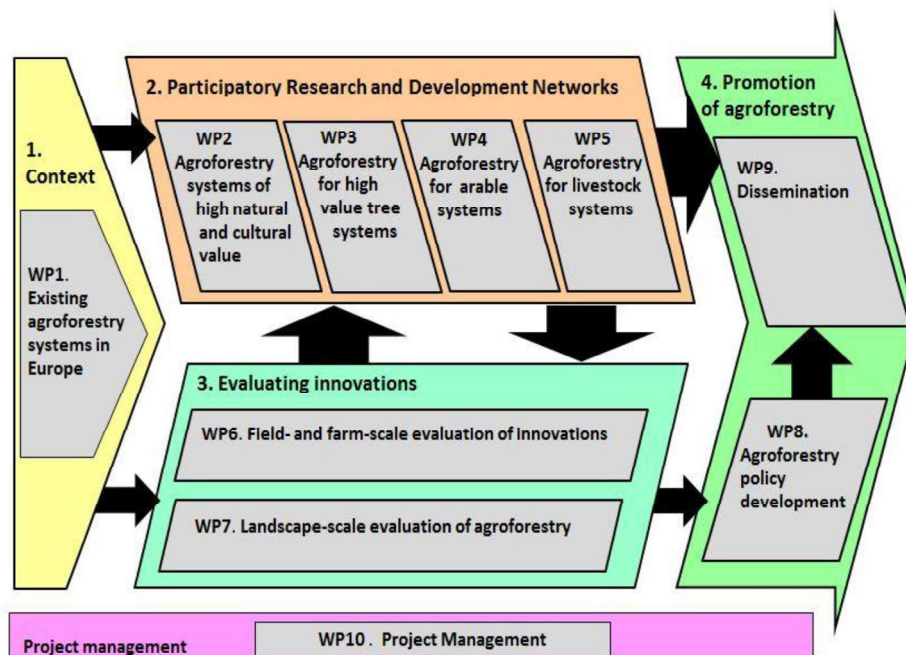 1.
Context
WP1.
Existing
agroforestry
systems in
Europe
2. Participatory Research and Development Networks
WP2
Agroforestry
systems of
high natural
and cultural
value
WP3
Agroforestry
for high
value tree
systems
WP4
Agroforestry
for arable
systems
WP5
Agroforestry
for livestock
systems
3. Evaluating innovations
WP6. Field- and farm-scale evaluation of innovations
WP7. Landscape-scale evaluation of agroforestry
4. Promotion
of agroforestry
WP9.
Dissemination
WP8.
Agroforestry
policy
development
Project management
WP10 . Project Management